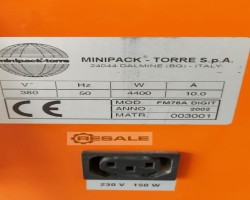 minipack-torre
MINIPACK - TORRE S.p.A.
24044 DALMINE (BG) - ITALY
V~ Hz W A
380 50 4400 10.0
CE
MOD. FM76A DIGIT
ANNO 2002
MATR. 003001
RESALE
230 V 150 W